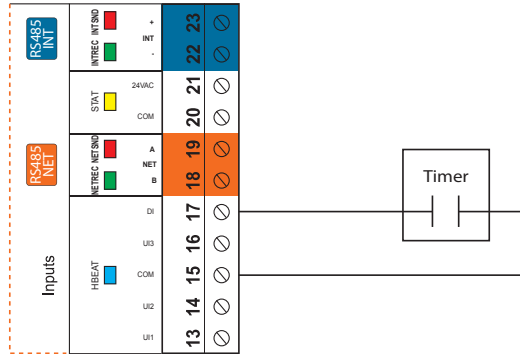 RS485
INT
INTREC INTSND
+
INT
-
23
22
STAT
24VAC
COM
21
20
RS485
NET
NETREC NETSND
A
NET
B
19
18
Inputs
HBEAT
DI
UI3
COM
UI2
UI1
17
16
15
14
13
Timer